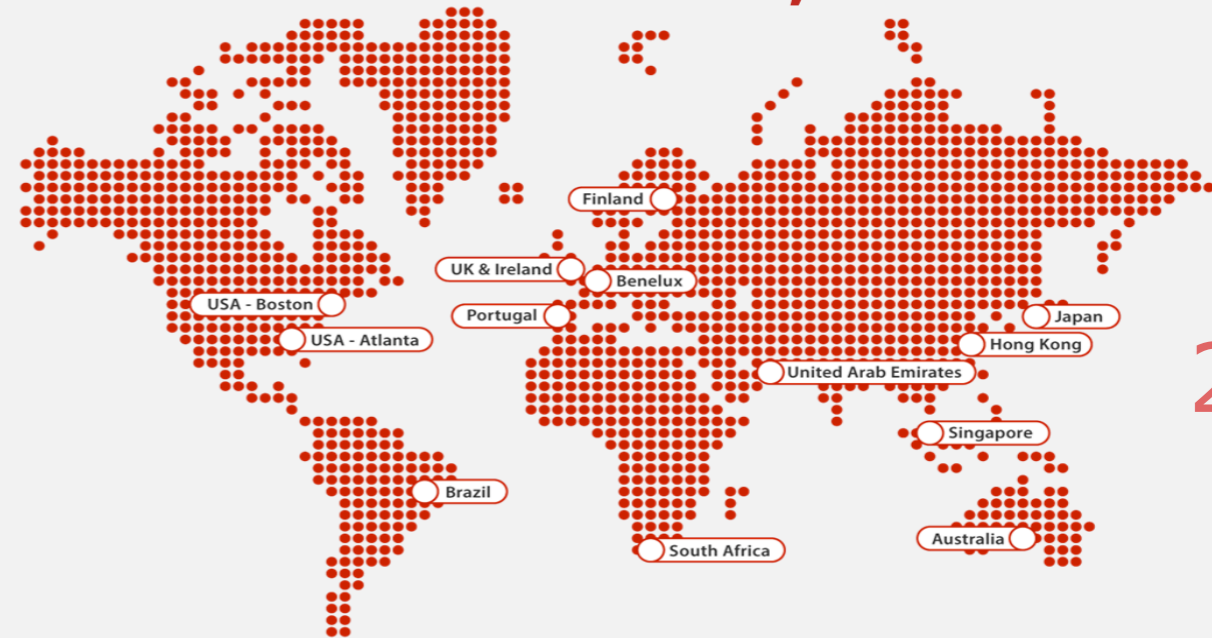 Finland
UK & Ireland
Benelux
USA - Boston
Portugal
Japan
USA - Atlanta
Hong Kong
United Arab Emirates
Singapore
Brazil
Australia
South Africa